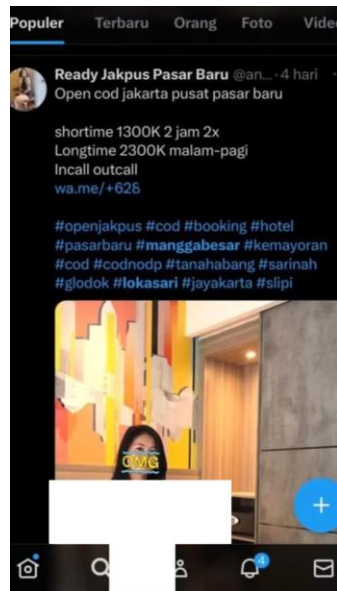 Populer Terbaru Orang Foto Video
Ready Jakpus Pasar Baru @an... · 4 hari
Open cod jakarta pusat pasar baru
shortime 1300K 2 jam 2x
Longtime 2300K malam-pagi
Incall outcall
wa.me/+628
#openjakpus #cod #booking #hotel
#pasarbaru #manggabesar #kemayoran
#cod #codnodp #tanahabang #sarinah
#glodok #lokasari #jayakarta #slipi
OMG
4